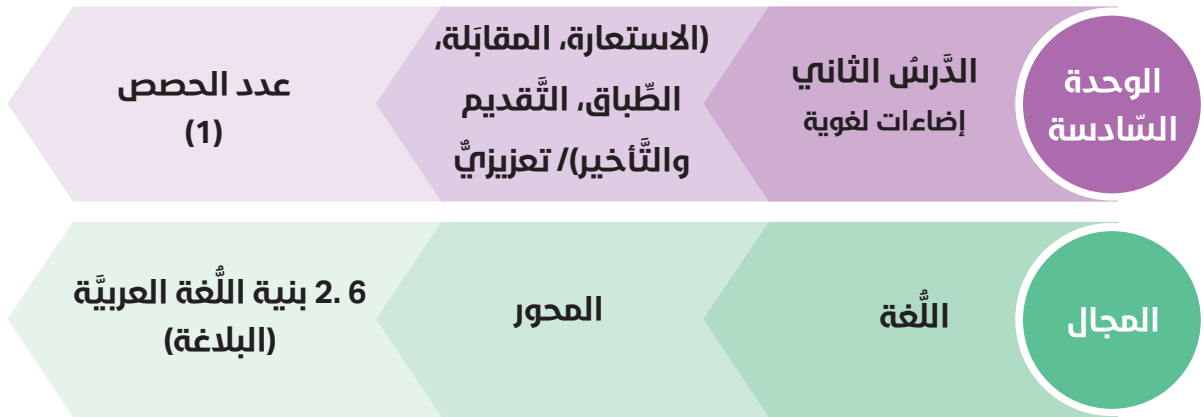 الوحدة
السّادسة
الدَّرسُ الثاني
إضاءات لغوية
(الاستعارة، المقابَلة،
الطِّباق، التَّقديم
والتَّأخير)/ تعزيزيٌّ
عدد الحصص
(1)
المجال
اللُّغة
المحور
6 .2 بنية اللُّغة العربيَّة
(البلاغة)